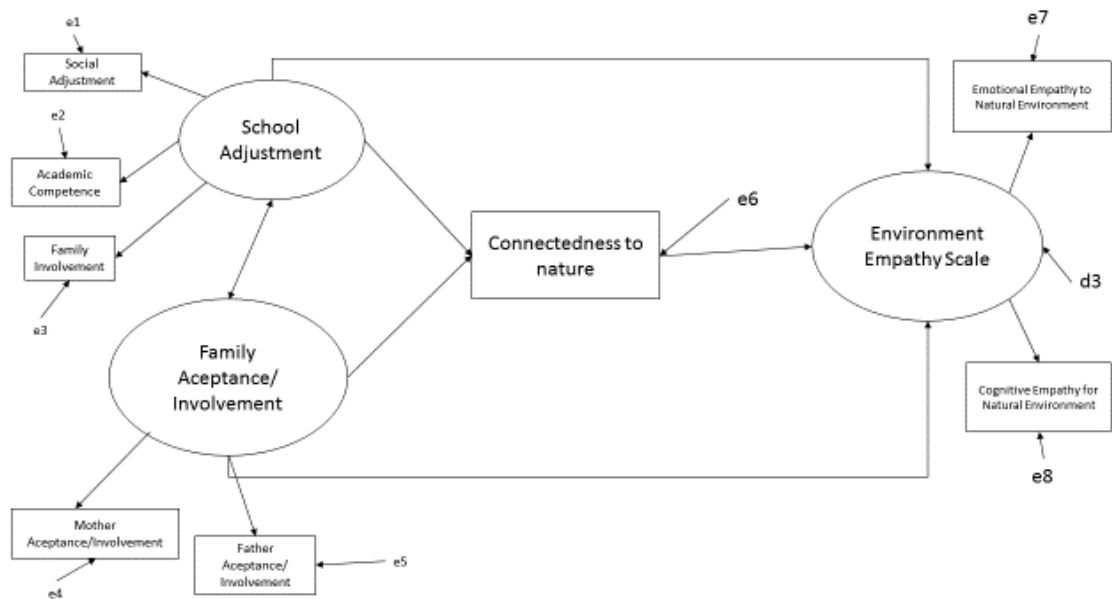 e1
Social
Adjustment
e2
Academic
Competence
Family
Involvement
e3
School
Adjustment
Family
Aceptance/
Involvement
Mother
Aceptance/Involvement
e4
Father
Aceptance/
Involvement
e5
Connectedness to
nature
e6
Environment
Empathy Scale
d3
e7
Emotional Empathy to
Natural Environment
Cognitive Empathy for
Natural Environment
e8